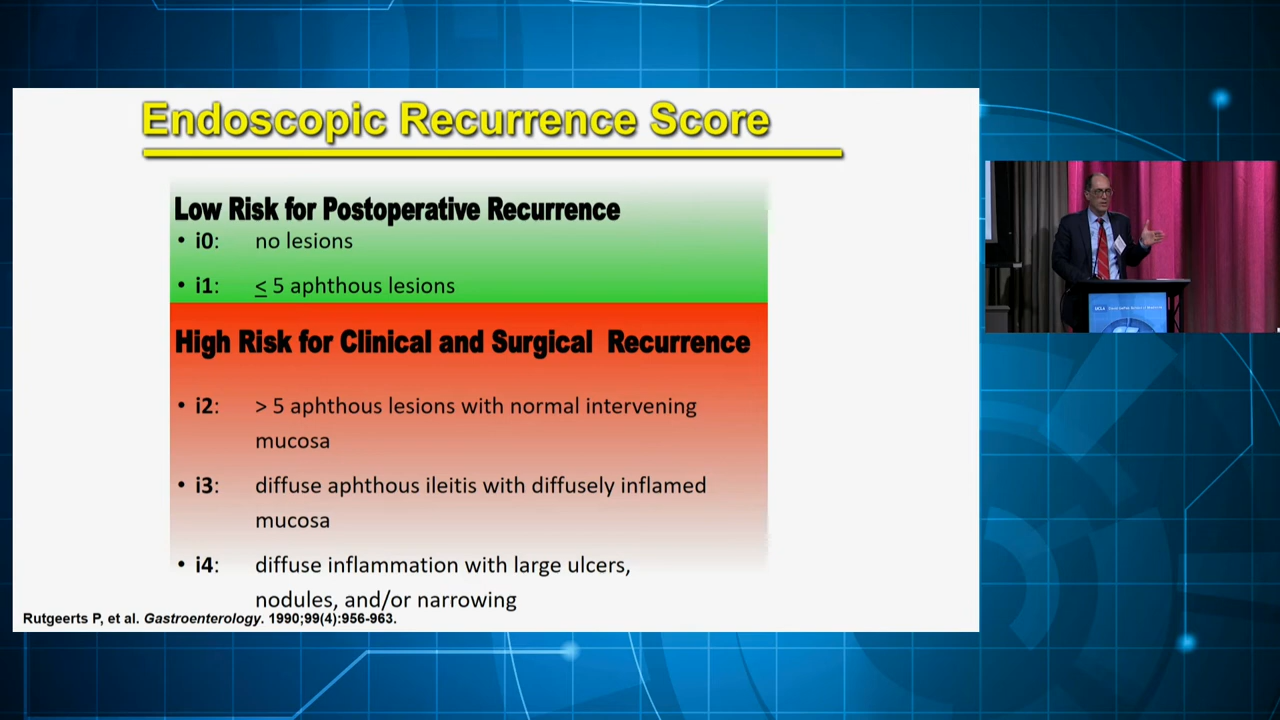 Endoscopic Recurrence Score
Low Risk for Postoperative Recurrence
• i0: no lesions
• i1: ≤ 5 aphthous lesions
High Risk for Clinical and Surgical Recurrence
• i2: > 5 aphthous lesions with normal intervening
mucosa
• i3: diffuse aphthous ileitis with diffusely inflamed
mucosa
• i4: diffuse inflammation with large ulcers,
nodules, and/or narrowing
Rutgeerts P, et al. Gastroenterology. 1990;99(4):956-963.
UCLA